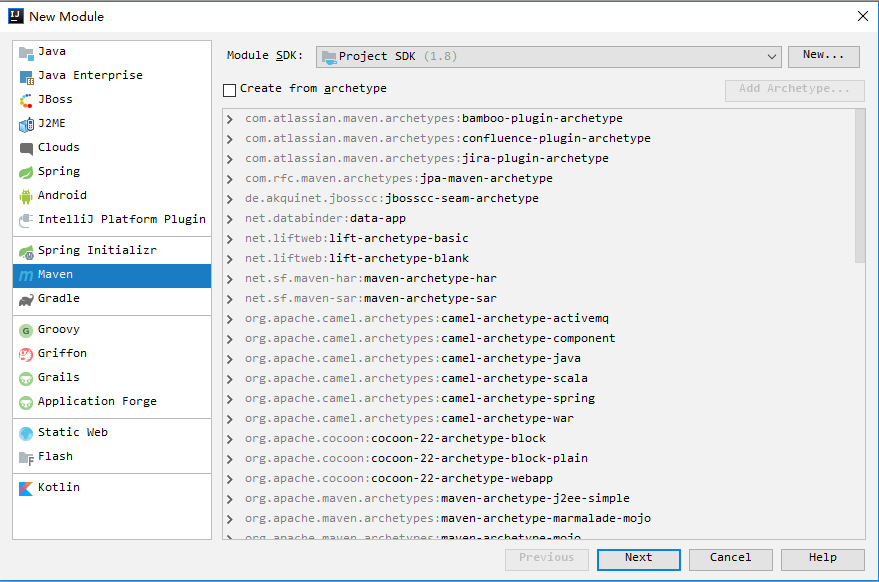 New Module
Java
Java Enterprise
JBoss
J2ME
Clouds
Spring
Android
IntelliJ Platform Plugin
Spring Initializr
Maven
Gradle
Groovy
Griffon
Grails
Application Forge
Static Web
Flash
Kotlin
Module SDK: Project SDK (1.8) New...
Create from archetype Add Archetype...
com.atlassian.maven.archetypes:bamboo-plugin-archetype
com.atlassian.maven.archetypes:confluence-plugin-archetype
com.atlassian.maven.archetypes:jira-plugin-archetype
com.rfc.maven.archetypes:jpa-maven-archetype
de.akquinet.jbosscc:jbosscc-seam-archetype
net.databinder:data-app
net.liftweb:lift-archetype-basic
net.liftweb:lift-archetype-blank
net.sf.maven-har:maven-archetype-har
net.sf.maven-sar:maven-archetype-sar
org.apache.camel.archetypes:camel-archetype-activemq
org.apache.camel.archetypes:camel-archetype-component
org.apache.camel.archetypes:camel-archetype-java
org.apache.camel.archetypes:camel-archetype-scala
org.apache.camel.archetypes:camel-archetype-spring
org.apache.camel.archetypes:camel-archetype-war
org.apache.cocoon:cocoon-22-archetype-block
org.apache.cocoon:cocoon-22-archetype-block-plain
org.apache.cocoon:cocoon-22-archetype-webapp
org.apache.maven.archetypes:maven-archetype-j2ee-simple
org.apache.maven.archetypes:maven-archetype-marmalade-mojo
org.apache.maven.archetypes:maven-archetype-mojo
Previous Next Cancel Help